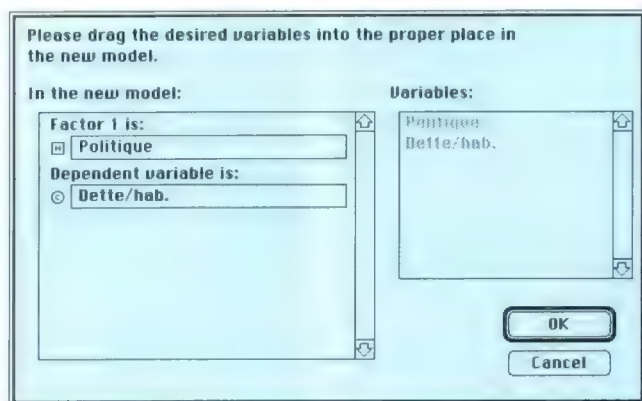 Please drag the desired variables into the proper place in
the new model.
In the new model:
Factor 1 is:
N Politique
Dependent variable is:
C Dette/hab.
Variables:
Politique
Dette/hab.
OK
Cancel